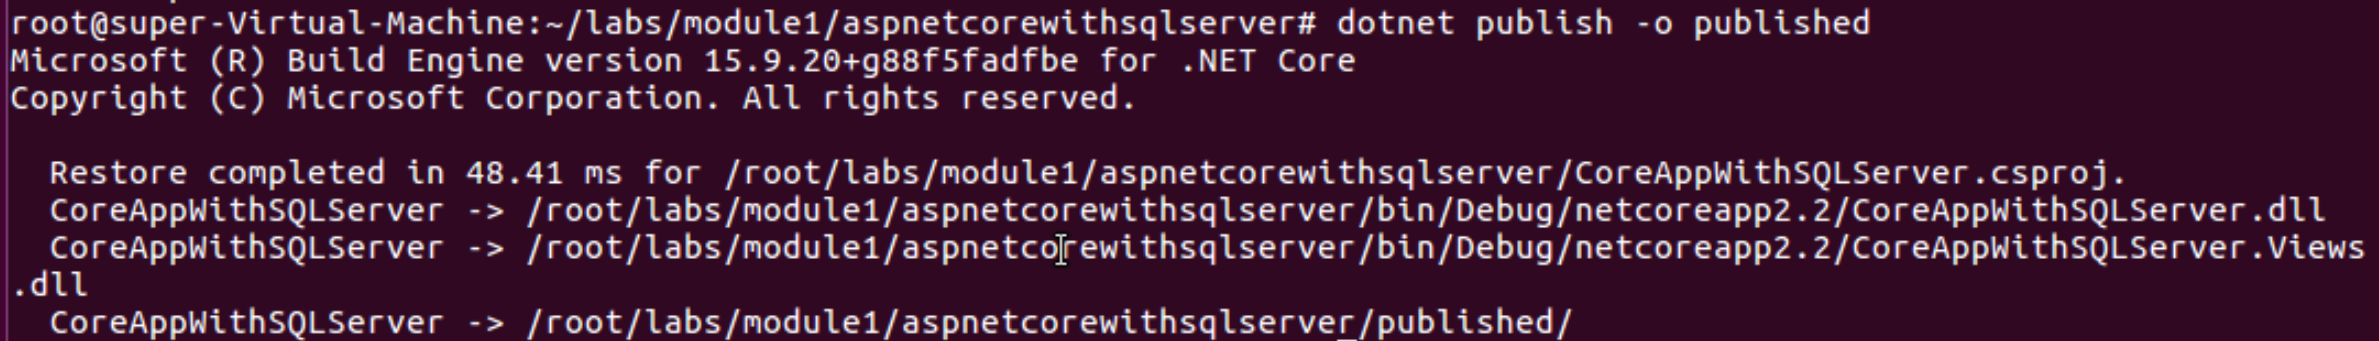 root@super-Virtual-Machine:~/labs/module1/aspnetcorewithsqlserver# dotnet publish -o published
Microsoft (R) Build Engine version 15.9.20+g88f5fadfbe for .NET Core
Copyright (C) Microsoft Corporation. All rights reserved.

  Restore completed in 48.41 ms for /root/labs/module1/aspnetcorewithsqlserver/CoreAppWithSQLServer.csproj.
  CoreAppWithSQLServer -> /root/labs/module1/aspnetcorewithsqlserver/bin/Debug/netcoreapp2.2/CoreAppWithSQLServer.dll
  CoreAppWithSQLServer -> /root/labs/module1/aspnetcorewithsqlserver/bin/Debug/netcoreapp2.2/CoreAppWithSQLServer.Views
.dll
  CoreAppWithSQLServer -> /root/labs/module1/aspnetcorewithsqlserver/published/